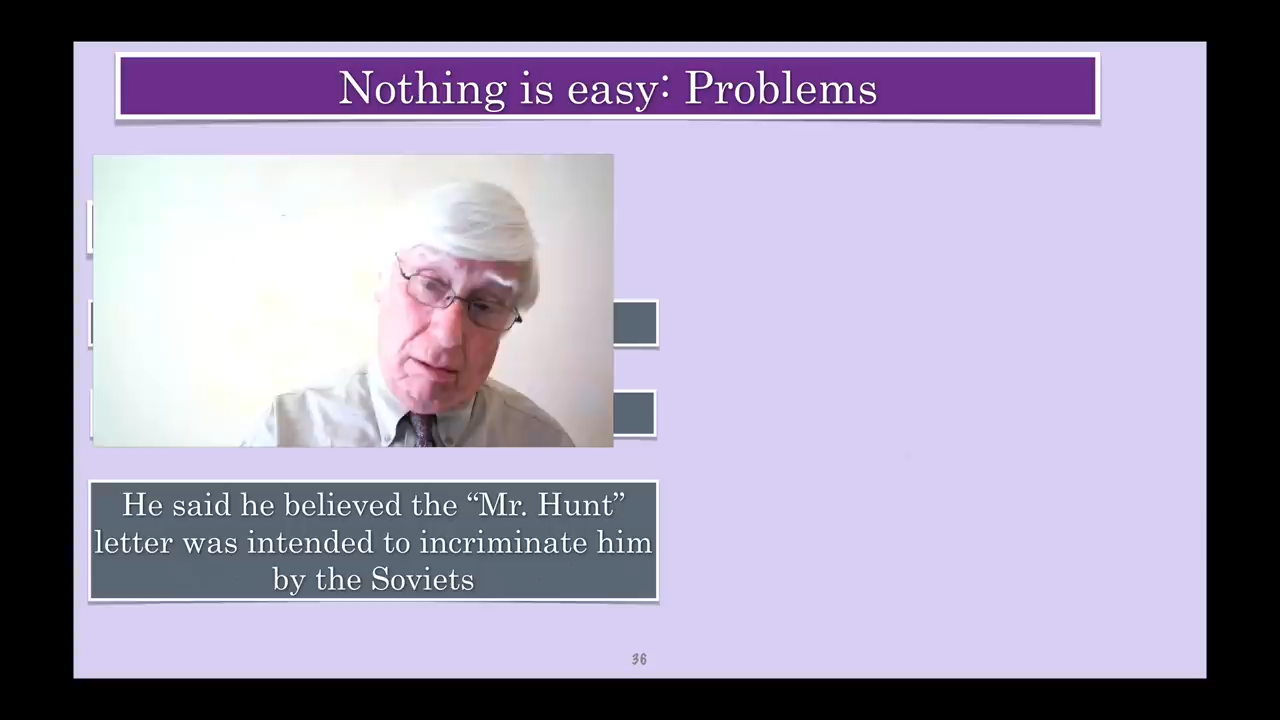 Nothing is easy: Problems
He said he believed the “Mr. Hunt”
letter was intended to incriminate him
by the Soviets
36